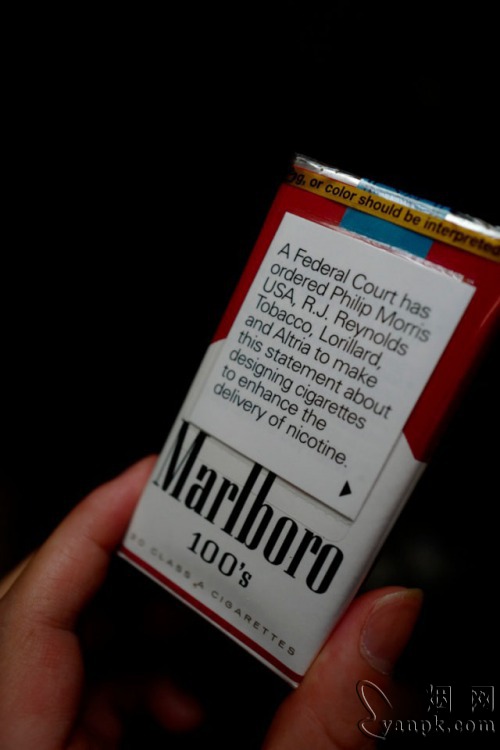 g, or color should be interpreted
A Federal Court has
ordered Philip Morris
USA, R.J. Reynolds
Tobacco, Lorillard,
and Altria to make
this statement about
designing cigarettes
to enhance the
delivery of nicotine.
Marlboro
100's
20 CLASS A CIGARETTES
烟网
yanpk.com